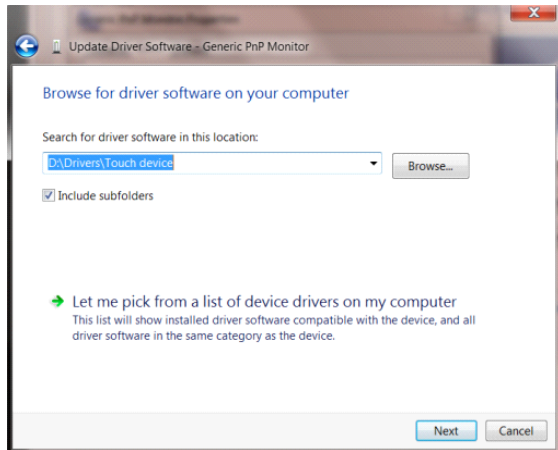 Update Driver Software - Generic PnP Monitor
Browse for driver software on your computer
Search for driver software in this location:
D:\Drivers\Touch device
Browse...
Include subfolders
Let me pick from a list of device drivers on my computer
This list will show installed driver software compatible with the device, and all
driver software in the same category as the device.
Next Cancel